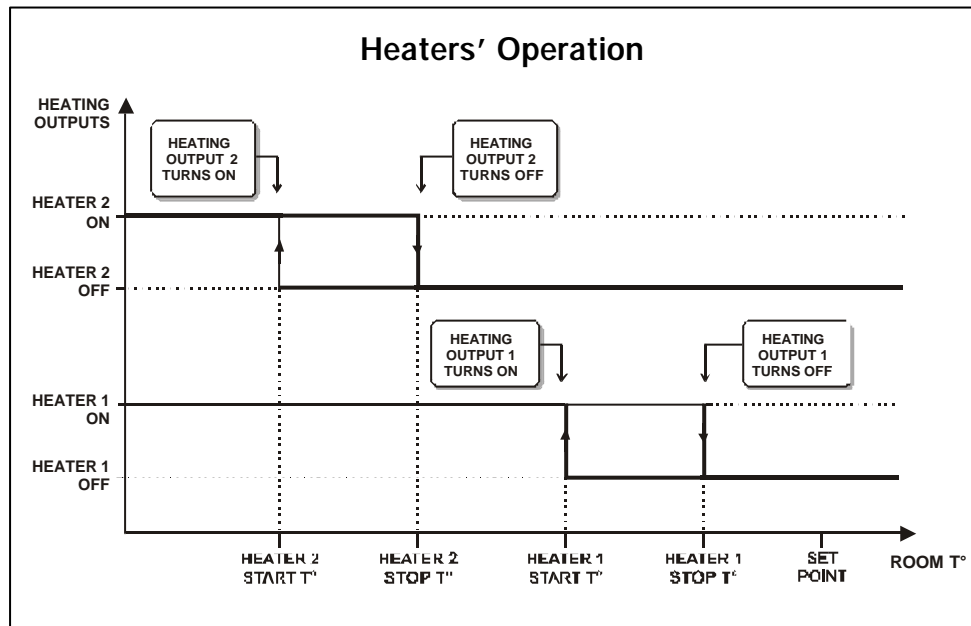 Heaters’ Operation
HEATING
OUTPUTS
HEATING
OUTPUT 2
TURNS ON
HEATING
OUTPUT 2
TURNS OFF
HEATER 2
ON
HEATER 2
OFF
HEATING
OUTPUT 1
TURNS ON
HEATING
OUTPUT 1
TURNS OFF
HEATER 1
ON
HEATER 1
OFF
HEATER 2
START T°
HEATER 2
STOP T°
HEATER 1
START T°
HEATER 1
STOP T°
SET
POINT
ROOM T°